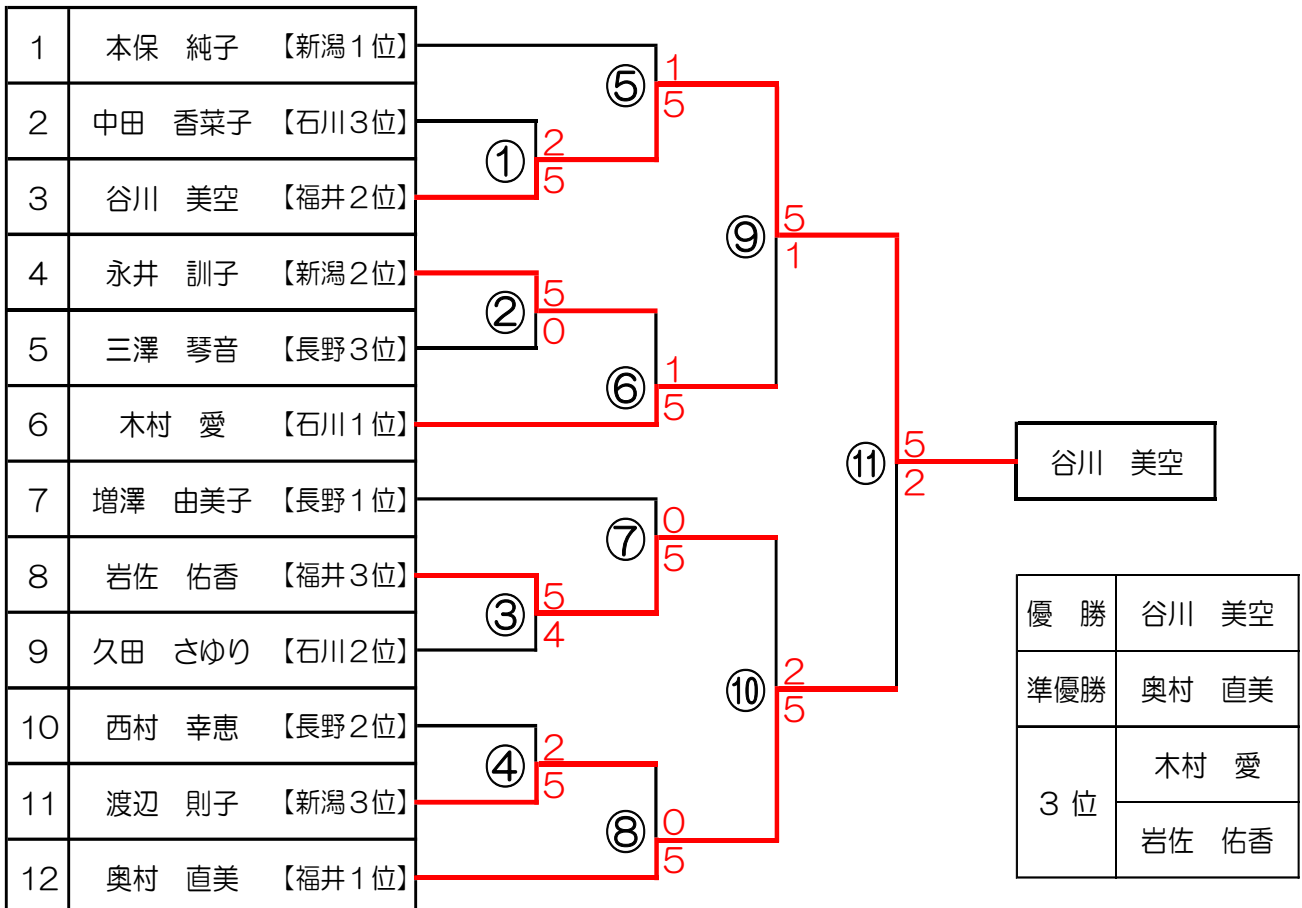 1 本保 純子 【新潟1位】
2 中田 香菜子 【石川3位】
3 谷川 美空 【福井2位】
4 永井 訓子 【新潟2位】
5 三澤 琴音 【長野3位】
6 木村 愛 【石川1位】
7 増澤 由美子 【長野1位】
8 岩佐 佑香 【福井3位】
9 久田 さゆり 【石川2位】
10 西村 幸恵 【長野2位】
11 渡辺 則子 【新潟3位】
12 奥村 直美 【福井1位】
① 2
5
② 5
0
③ 5
4
④ 2
5
⑤ 1
5
⑥ 1
5
⑦ 0
5
⑧ 0
5
⑨ 5
1
⑩ 2
5
⑪ 5
2
谷川 美空
優 勝 谷川 美空
準優勝 奥村 直美
3 位 木村 愛
岩佐 佑香